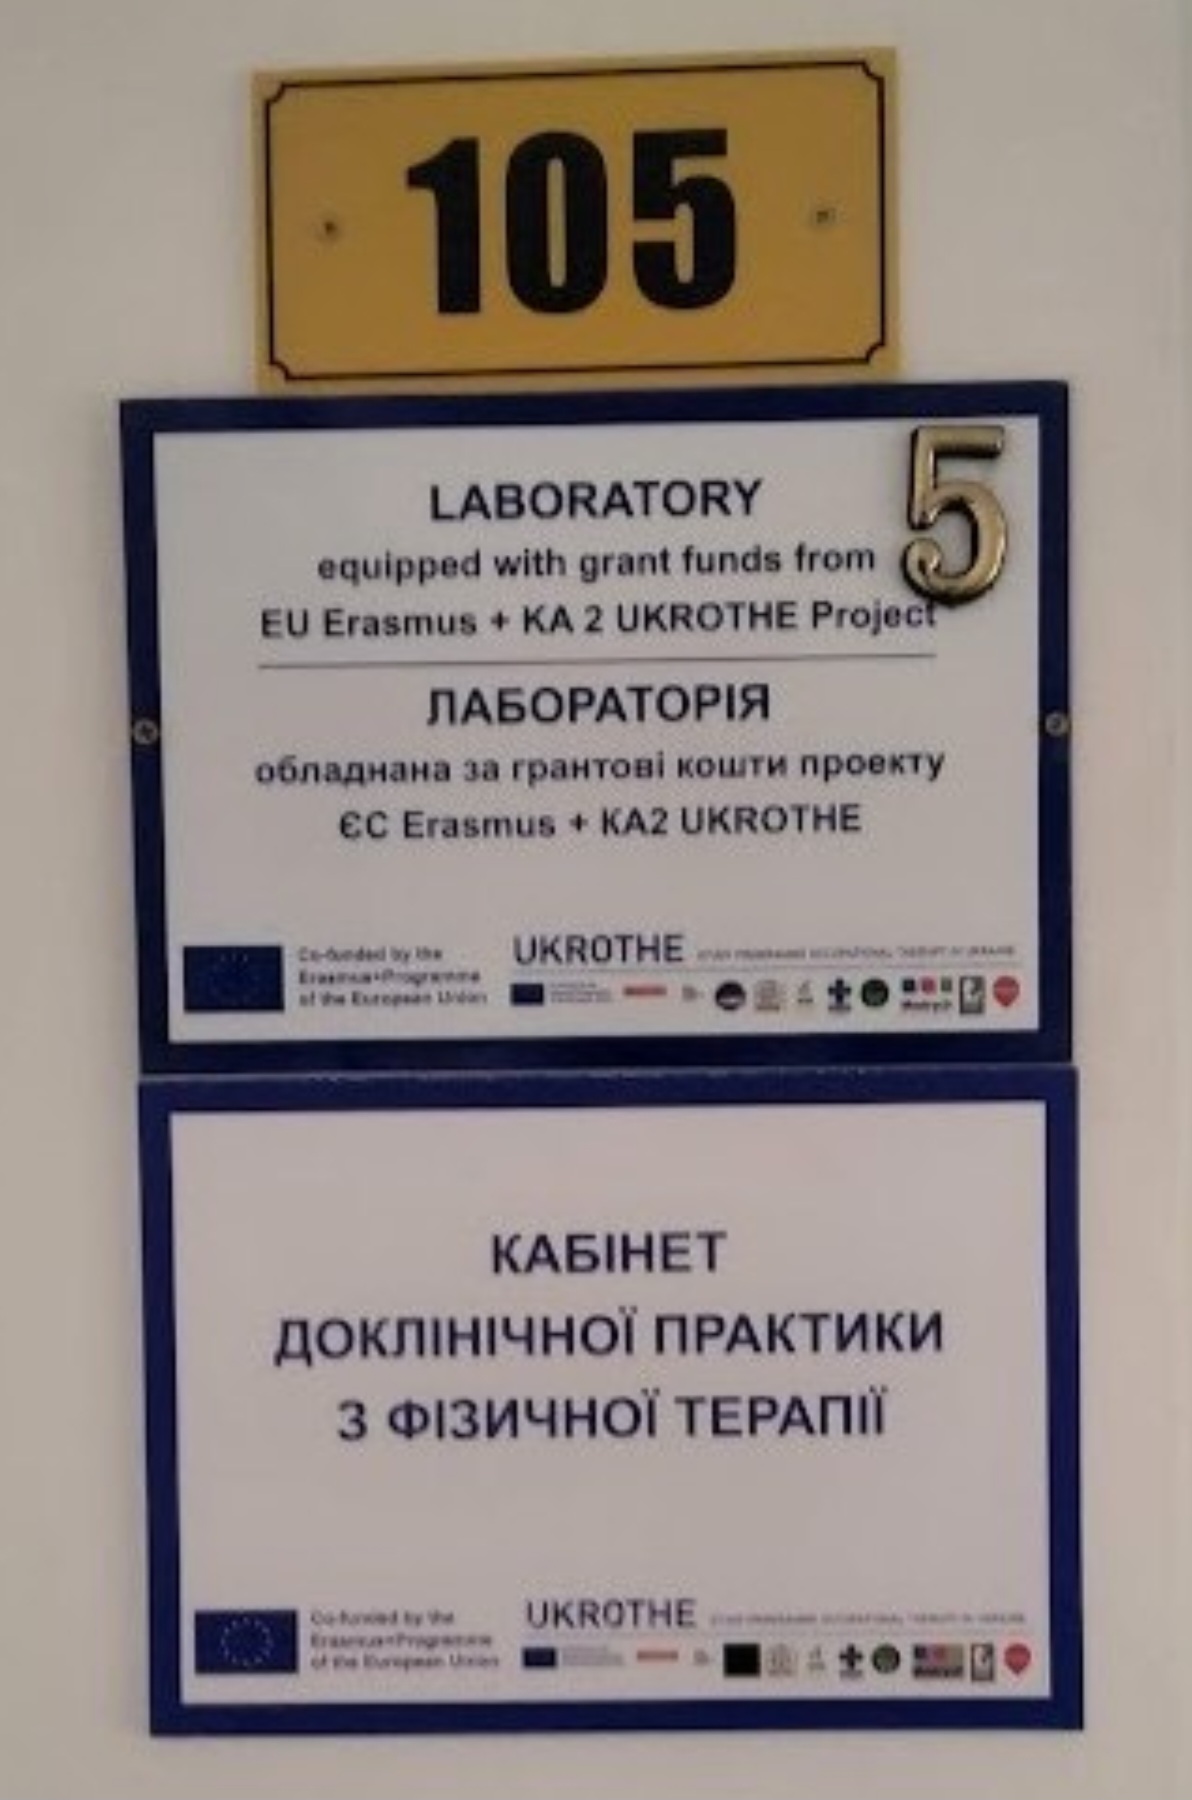 105
5
LABORATORY
equipped with grant funds from
EU Erasmus + KA 2 UKROTHE Project
ЛАБОРАТОРІЯ
обладнана за грантові кошти проекту
ЄС Erasmus + КА2 UKROTHE
Co-funded by the
Erasmus+Programme
of the European Union
UKROTHE
КАБІНЕТ
ДОКЛІНІЧНОЇ ПРАКТИКИ
З ФІЗИЧНОЇ ТЕРАПІЇ
Co-funded by the
Erasmus+Programme
of the European Union
UKROTHE